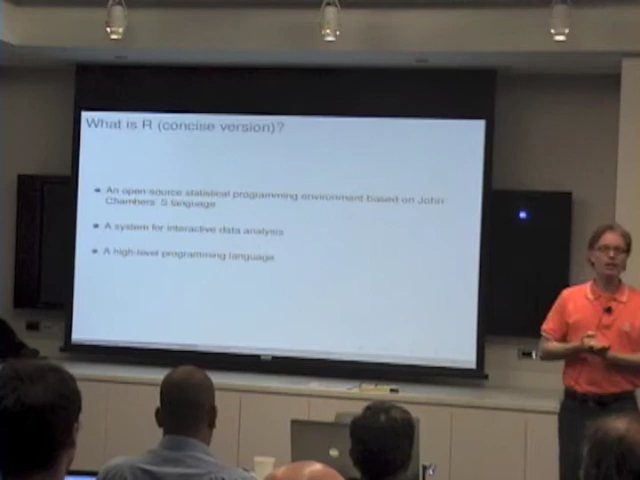 What is R (concise version)?
An open-source statistical programming environment based on John
Chambers' S language
A system for interactive data analysis
A high-level programming language